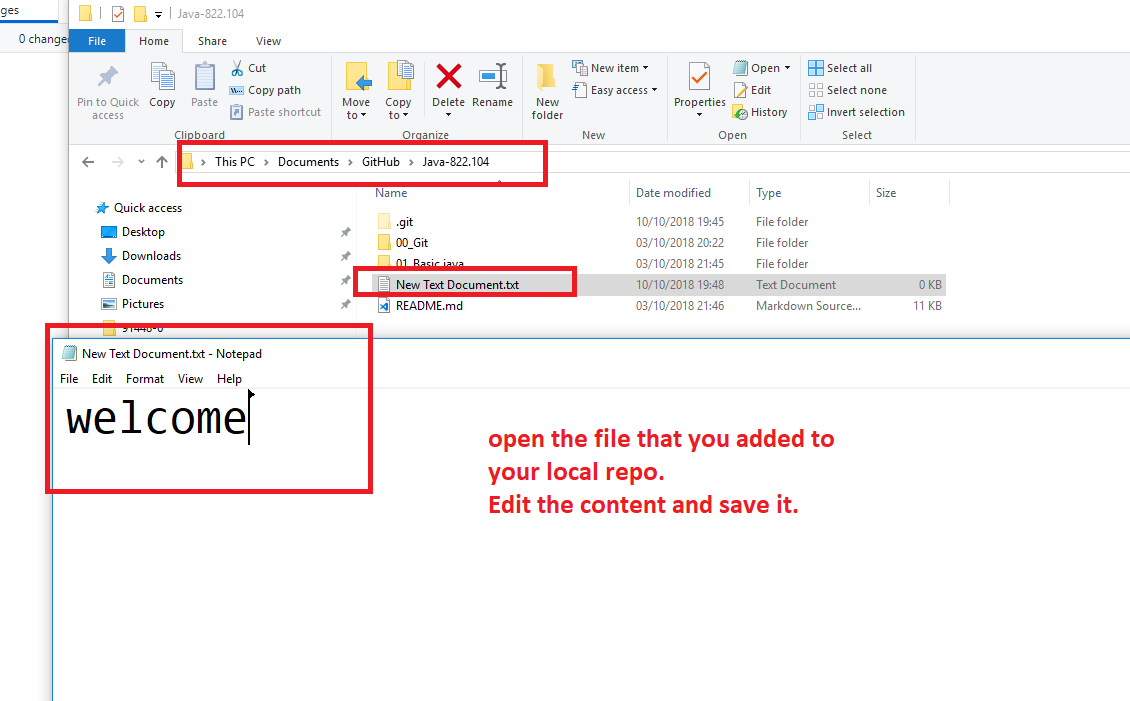 ges
0 change
Java-822.104
File Home Share View
Pin to Quick access
Copy
Paste
Cut
Copy path
Paste shortcut
Clipboard
Move to
Copy to
Delete
Rename
Organize
New folder
New item
Easy access
New
Properties
Open
Edit
History
Open
Select all
Select none
Invert selection
Select
This PC > Documents > GitHub > Java-822.104
Name Date modified Type Size
Quick access
Desktop
Downloads
Documents
Pictures
91448-0
.git 10/10/2018 19:45 File folder
00_Git 03/10/2018 20:22 File folder
01_Basic java 03/10/2018 21:45 File folder
New Text Document.txt 10/10/2018 19:48 Text Document 0 KB
README.md 03/10/2018 21:46 Markdown Source... 11 KB
New Text Document.txt - Notepad
File Edit Format View Help
welcome
open the file that you added to
your local repo.
Edit the content and save it.